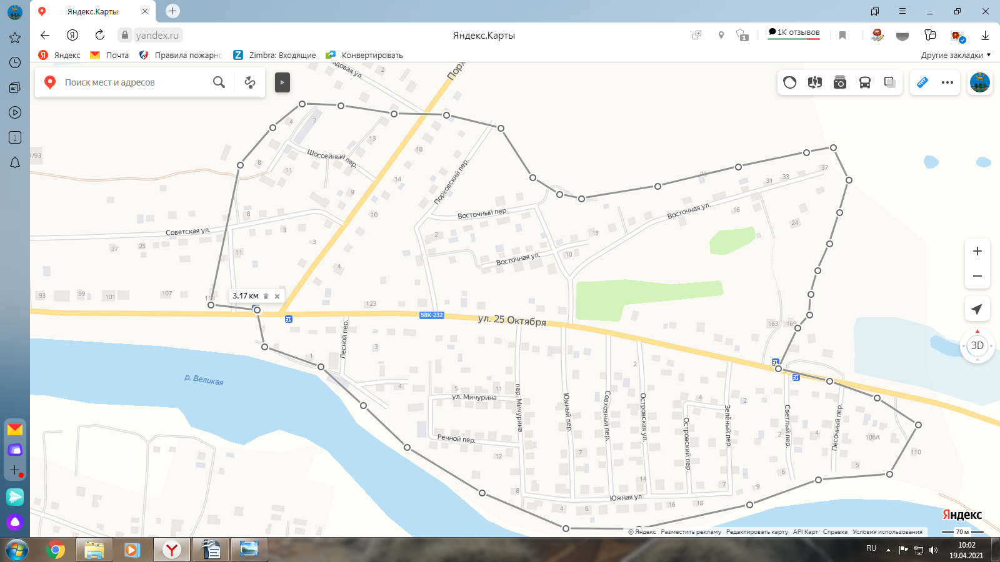 Яндекс.Карты
yandex.ru
Яндекс.Карты
1К отзывов
1
Яндекс
Почта
Правила пожарно
Zimbra: Входящие
Конвертировать
Другие закладки
Поиск мест и адресов
1
адовая ул.
Порх
2
4
2
13
18
1/93
8
11
Шоссейный пер.
14
9
10
Порховский пер.
Восточный пер.
Восточная ул.
31
33
37
16
24
8
Советская ул.
3
3
27
25
11
2
15
10
Восточная ул.
4
93
99
101
107
3.17 км
123
58К-232
ул. 25 Октября
163
169
3D
Лесной пер.
3
1
2
р. Великая
4
5
11
ул. Мичурина
пер. Мичурина
Южный пер.
Совхозный пер.
Островская ул.
4
2
Зелёный пер.
Островский пер.
Светлый пер.
Песочный пер.
2
4
106А
110
Речной пер.
12
7
5
6
14
7
9
8
Южная ул.
4
6
16
18
Яндекс
© Яндекс
Разместить рекламу
Редактировать карту
API Карт
Справка
Условия использования
70 м
RU
10:02
19.04.2021